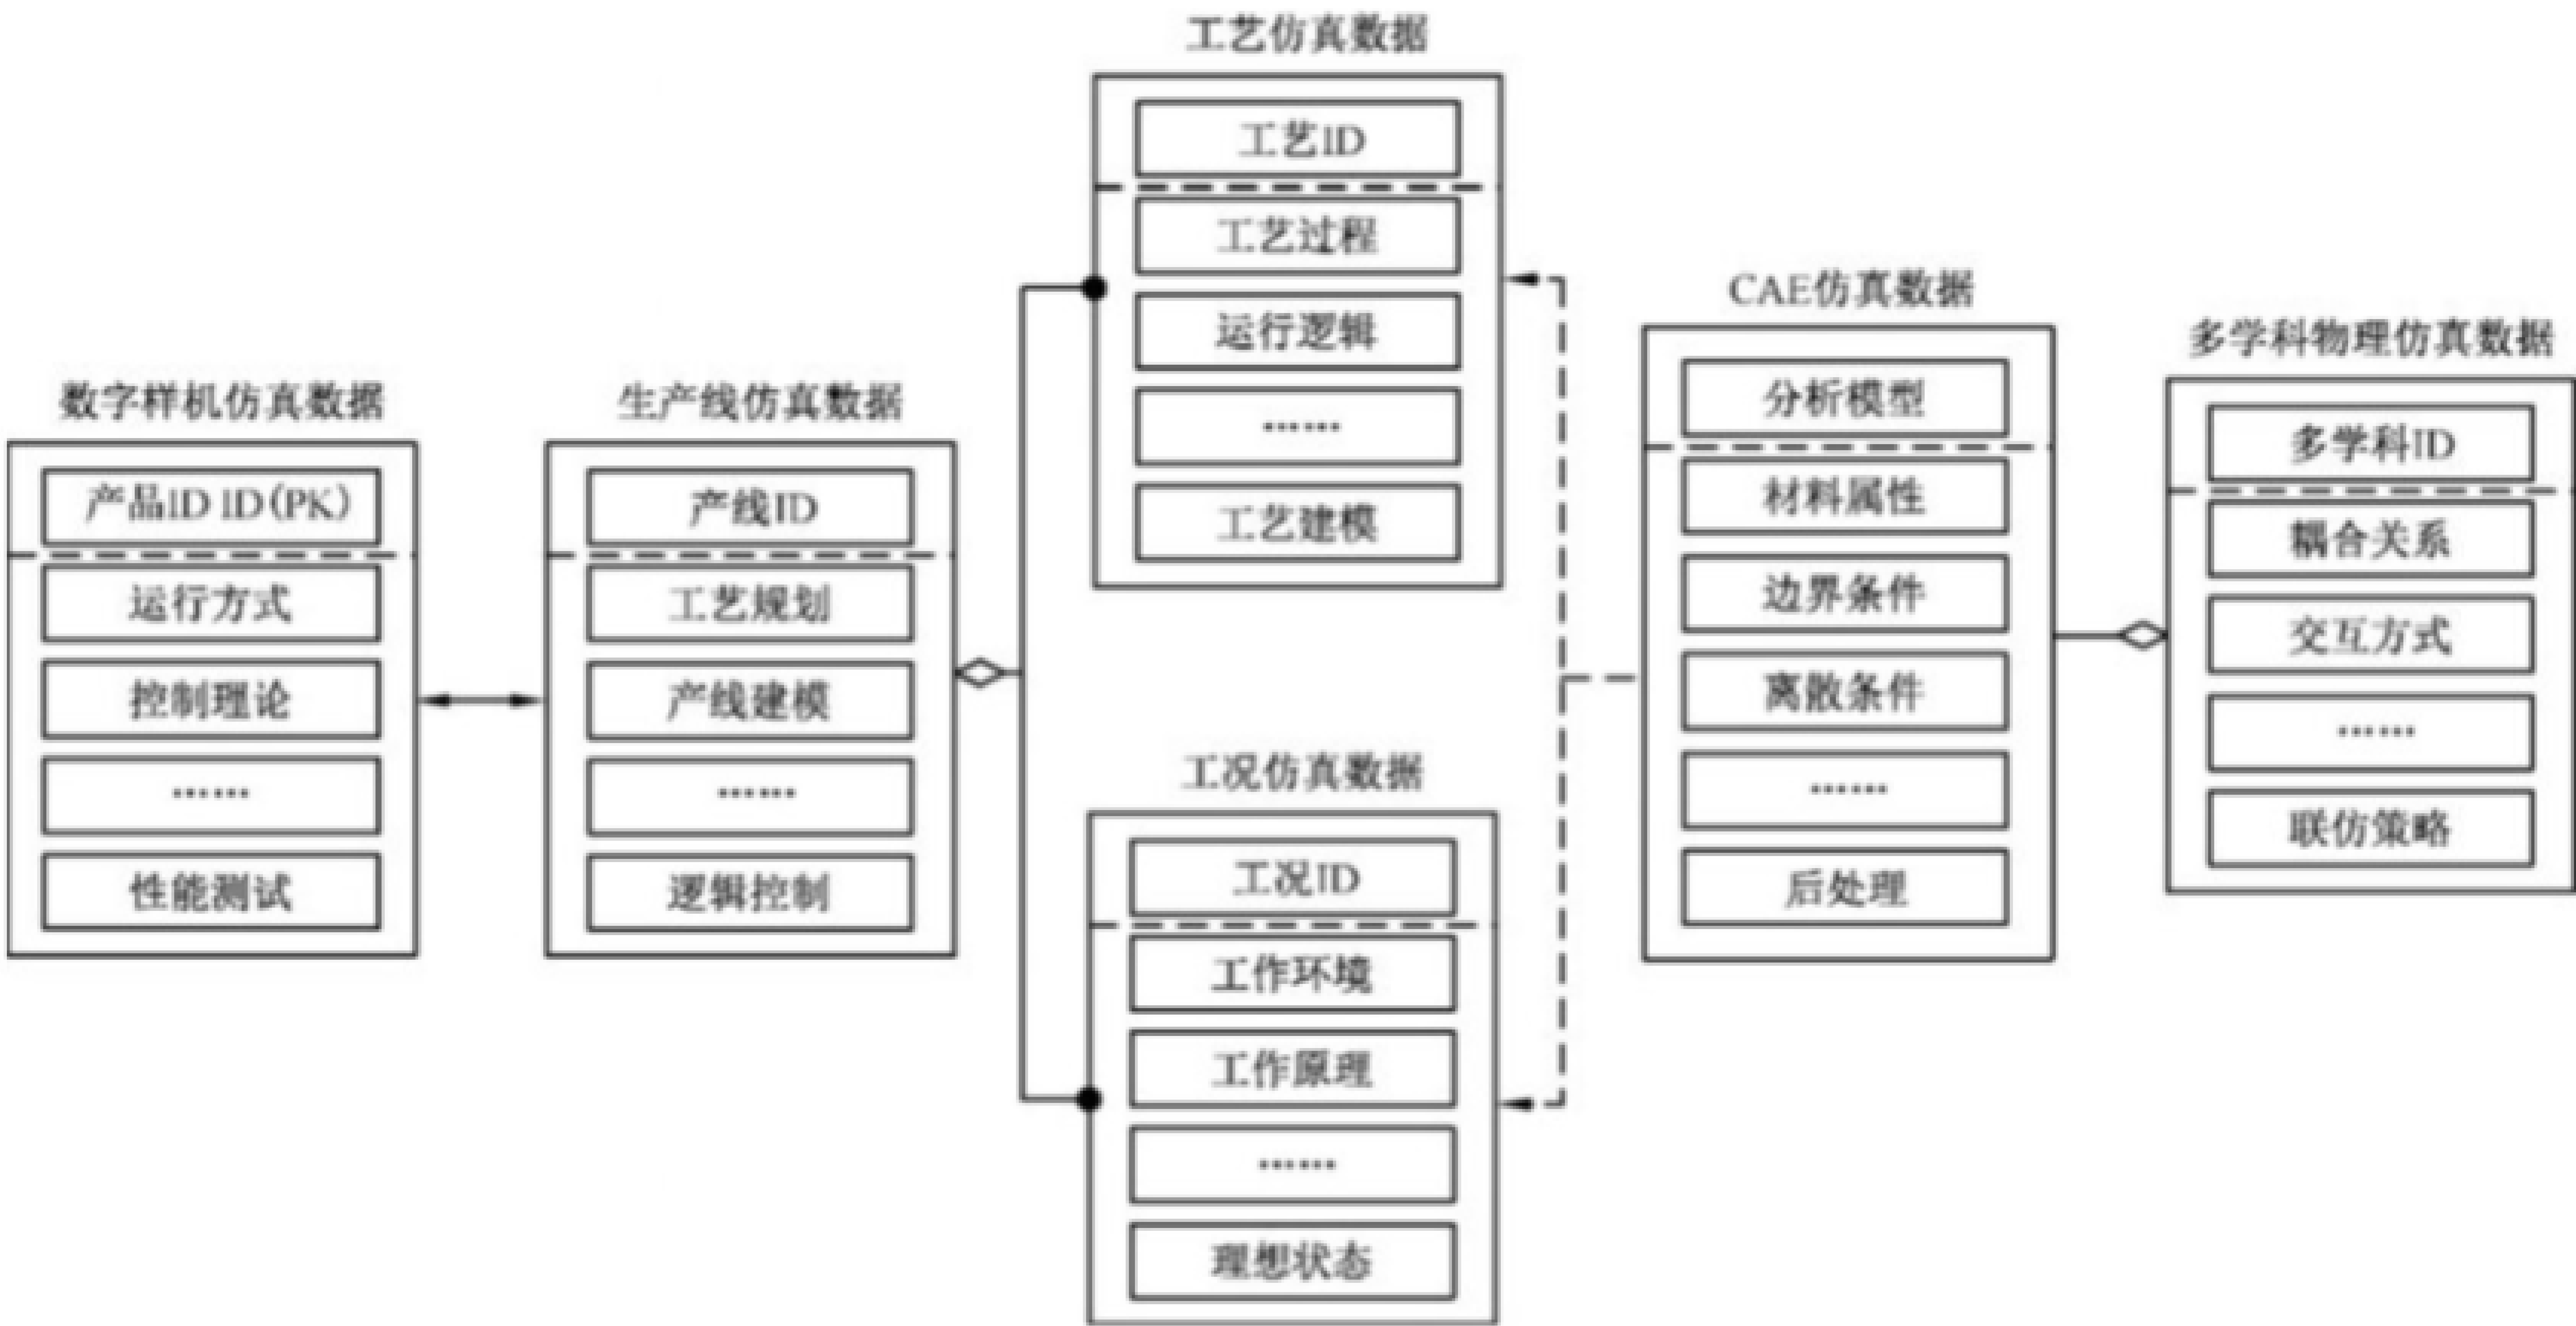 数字样机仿真数据
产品ID ID(PK)
运行方式
控制理论
……
性能测试
生产线仿真数据
产线ID
工艺规划
产线建模
……
逻辑控制
工艺仿真数据
工艺ID
工艺过程
运行逻辑
……
工艺建模
工况仿真数据
工况ID
工作环境
工作原理
……
理想状态
CAE仿真数据
分析模型
材料属性
边界条件
离散条件
……
后处理
多学科物理仿真数据
多学科ID
耦合关系
交互方式
……
联仿策略